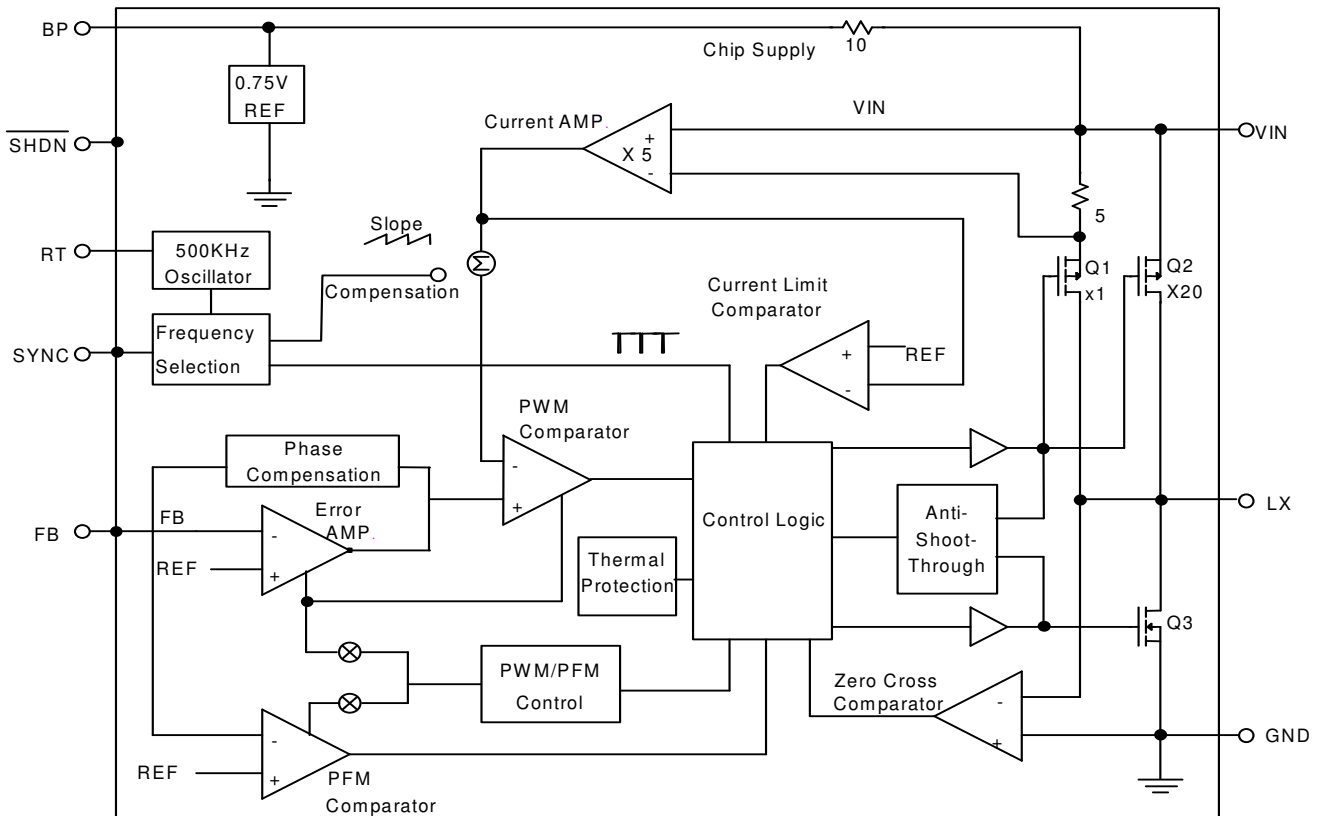 BP
Chip Supply
10
0.75V
REF
VIN
Current AMP.
+
X 5
-
VIN
SHDN
5
Slope
RT
500KHz
Oscillator
Σ
Q1
x1
Q2
X20
Compensation
Current Limit
Comparator
Frequency
Selection
SYNC
+
REF
-
PWM
Comparator
Phase
Compensation
-
+
Error
AMP.
FB
FB
-
REF
+
Control Logic
Anti-
Shoot-
Through
LX
Thermal
Protection
Q3
PWM/PFM
Control
Zero Cross
Comparator
-
+
GND
-
REF
+
PFM
Comparator